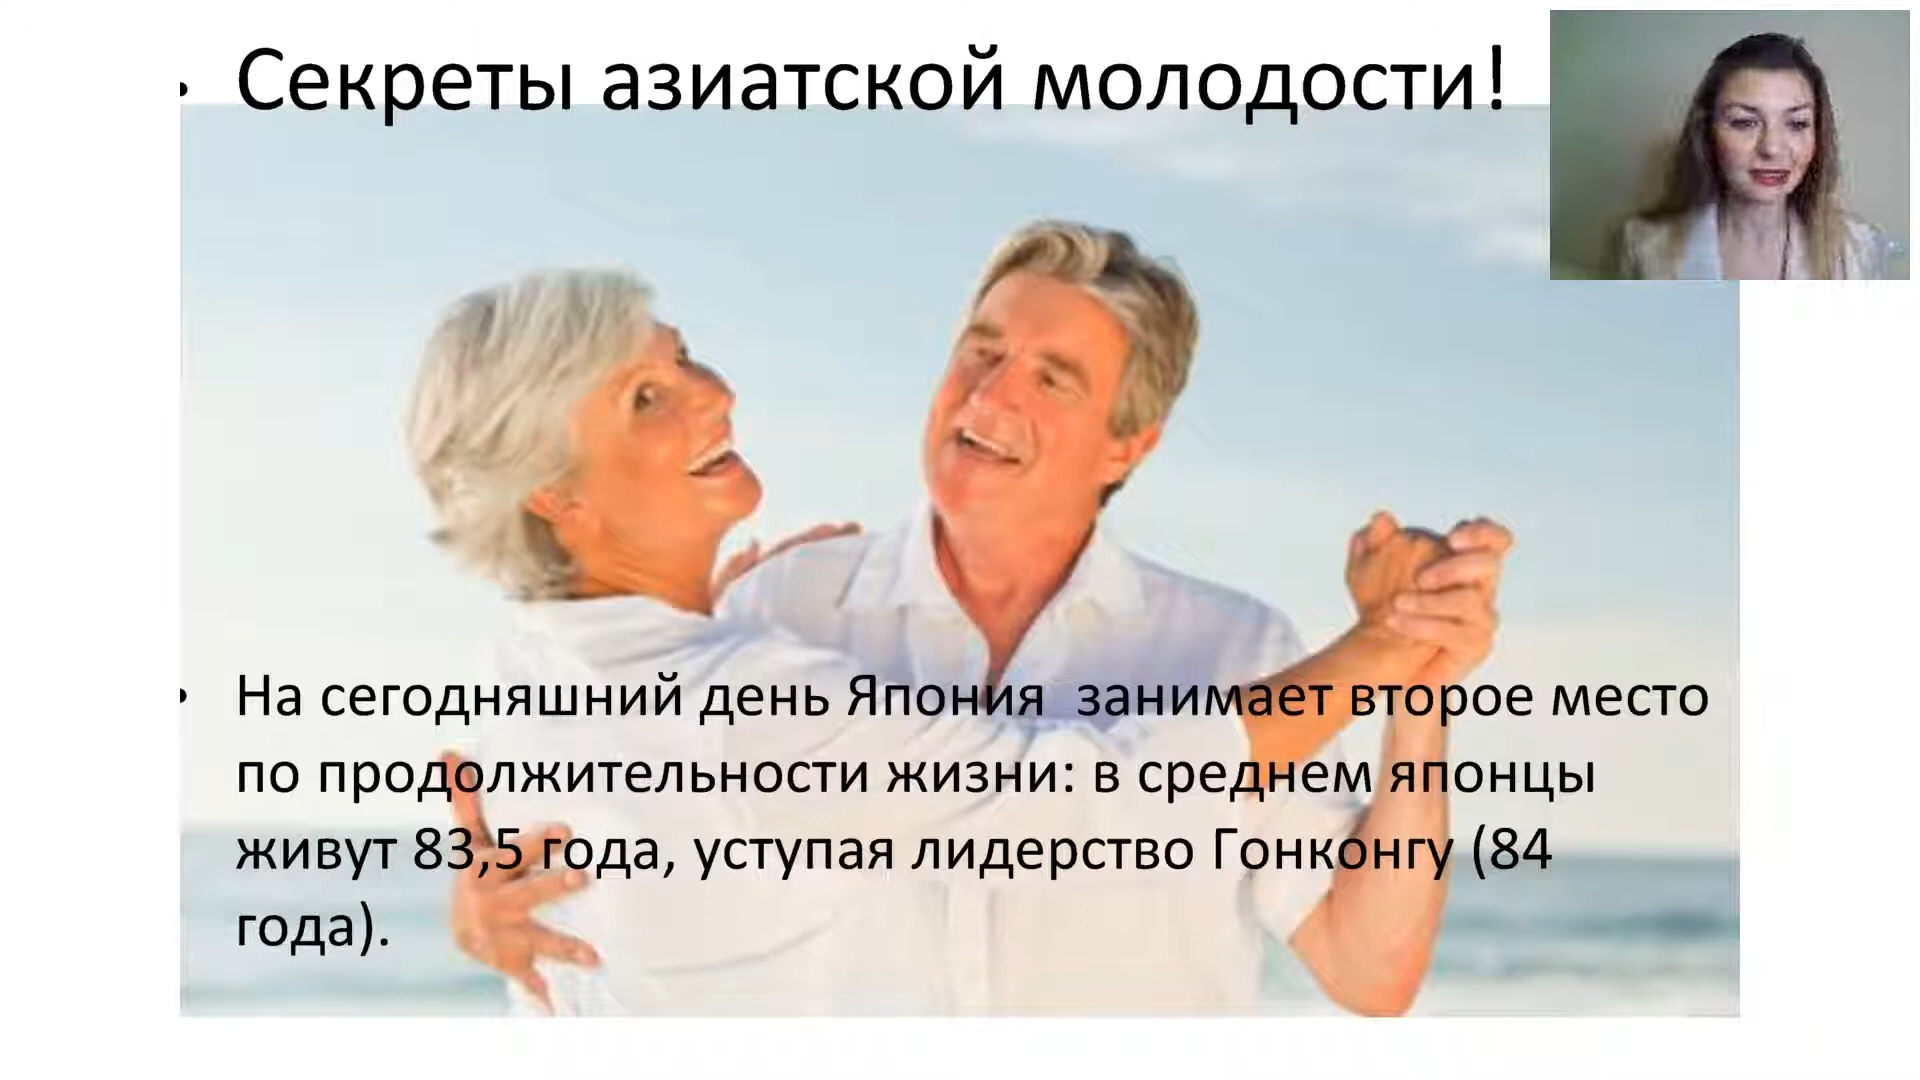 • Секреты азиатской молодости!
• На сегодняшний день Япония  занимает второе место
по продолжительности жизни: в среднем японцы
живут 83,5 года, уступая лидерство Гонконгу (84
года).